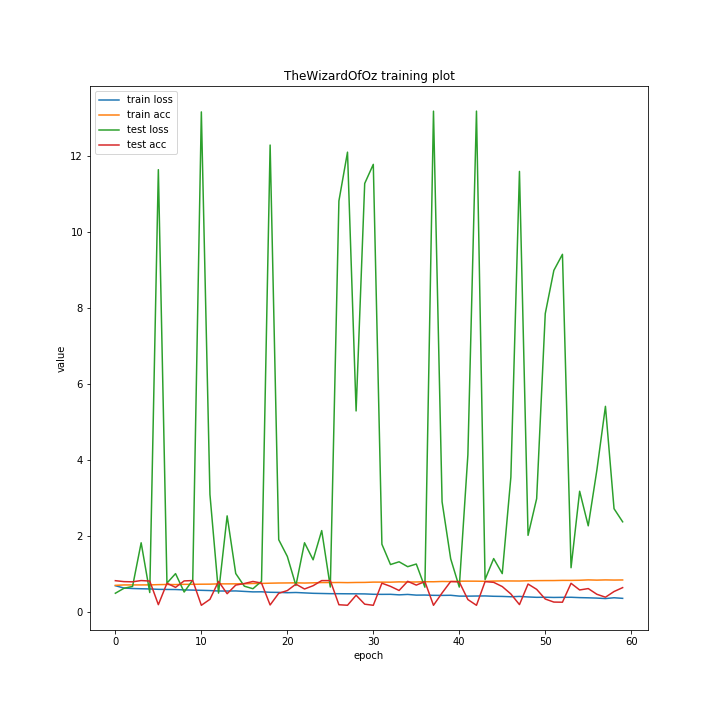 TheWizardOfOz training plot
train loss
train acc
test loss
test acc
12
10
8
6
4
2
0
value
0 10 20 30 40 50 60
epoch